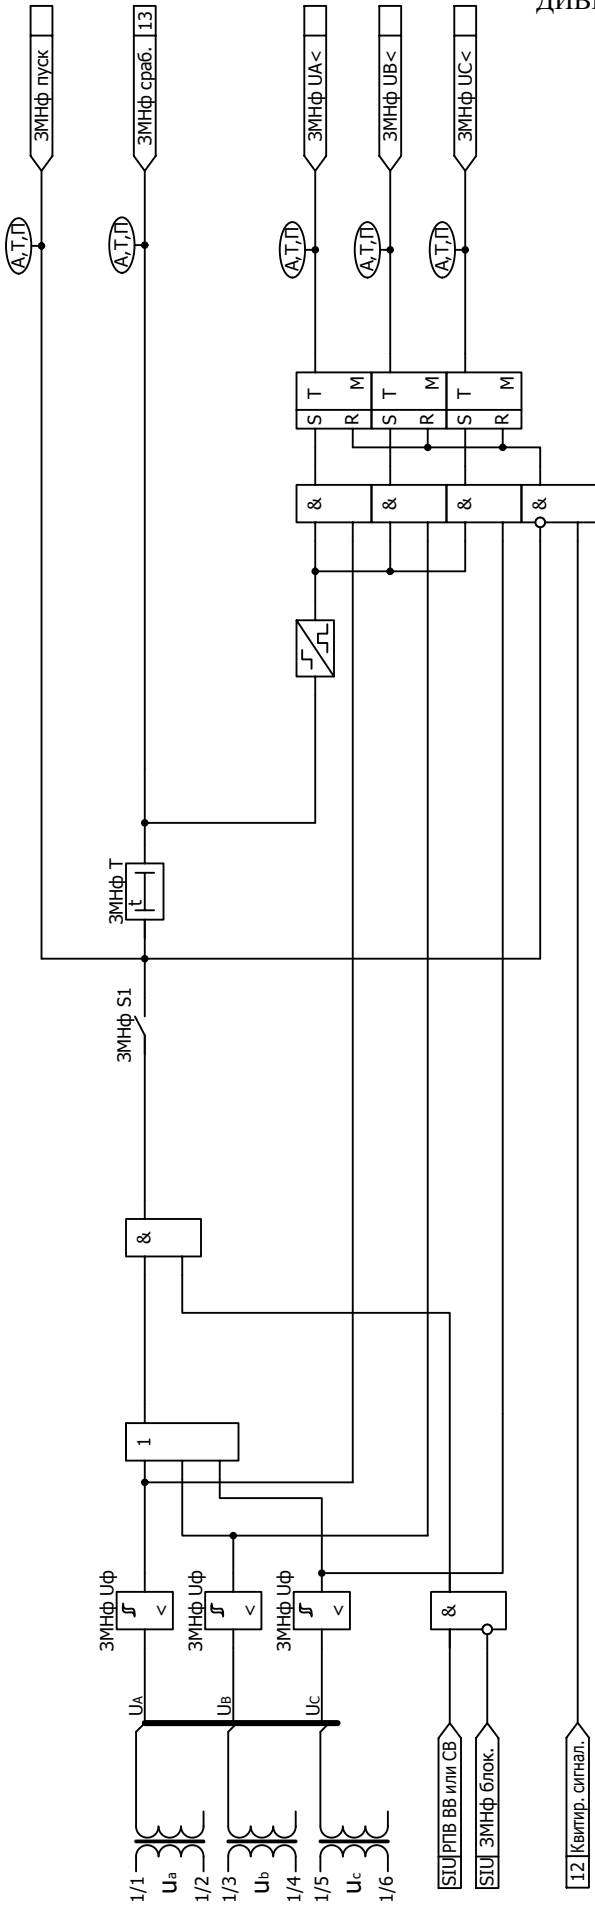 диві
ЗМНф пуск
13
ЗМНф сраб.
ЗМНф UA<
ЗМНф UB<
ЗМНф UC<
А,Т,П
А,Т,П
А,Т,П
А,Т,П
А,Т,П
T
M
T
M
T
M
S
R
S
R
S
R
&
&
&
&
ЗМНф T
t
ЗМНф S1
&
1
ЗМНф Uф
<
ЗМНф Uф
<
ЗМНф Uф
<
&
UA
UB
UC
1/1
ua
1/2
1/3
ub
1/4
1/5
uc
1/6
SIU РПВ ВВ или СВ
SIU ЗМНф блок.
12 Квитир. сигнал.